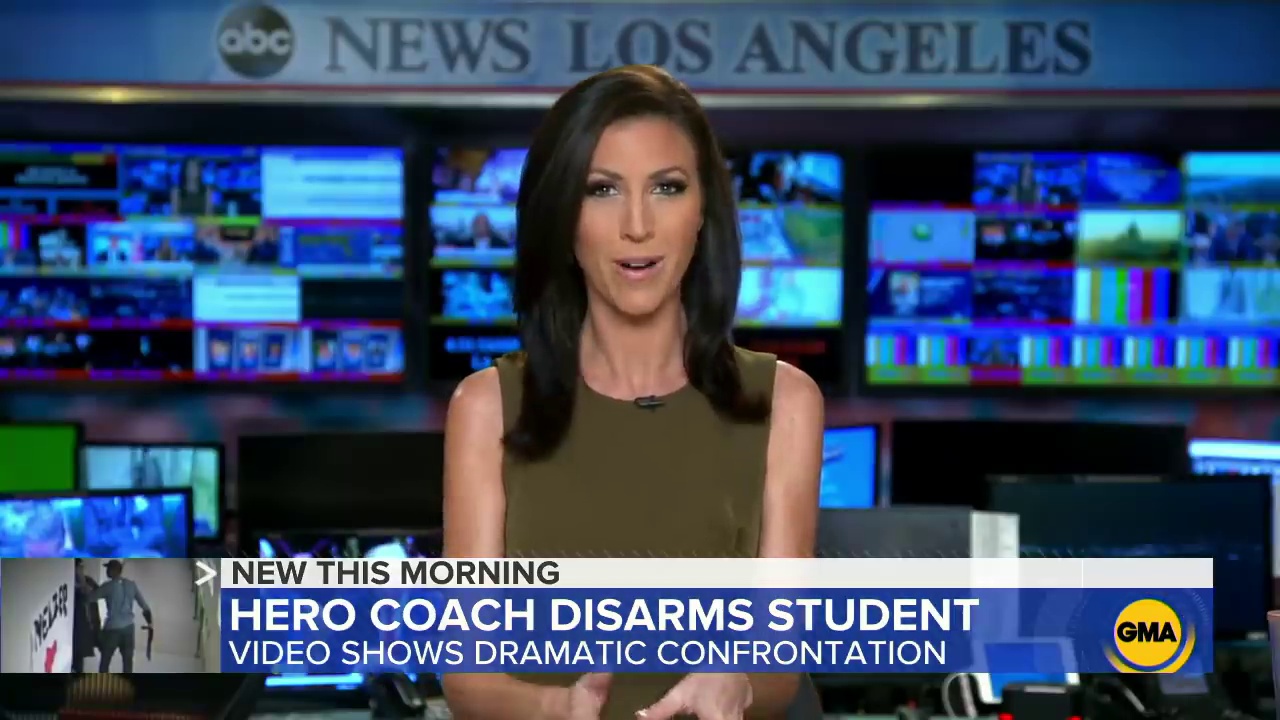 abc NEWS LOS ANGELES
NEW THIS MORNING
HERO COACH DISARMS STUDENT
VIDEO SHOWS DRAMATIC CONFRONTATION
GMA